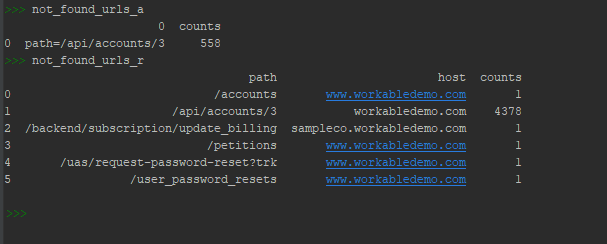 >>> not_found_urls_a
0 counts
0 path=/api/accounts/3 558
>>> not_found_urls_r
path host counts
0 /accounts www.workabledemo.com 1
1 /api/accounts/3 workabledemo.com 4378
2 /backend/subscription/update_billing sampleco.workabledemo.com 1
3 /petitions www.workabledemo.com 1
4 /uas/request-password-reset?trk www.workabledemo.com 1
5 /user_password_resets www.workabledemo.com 1
>>>